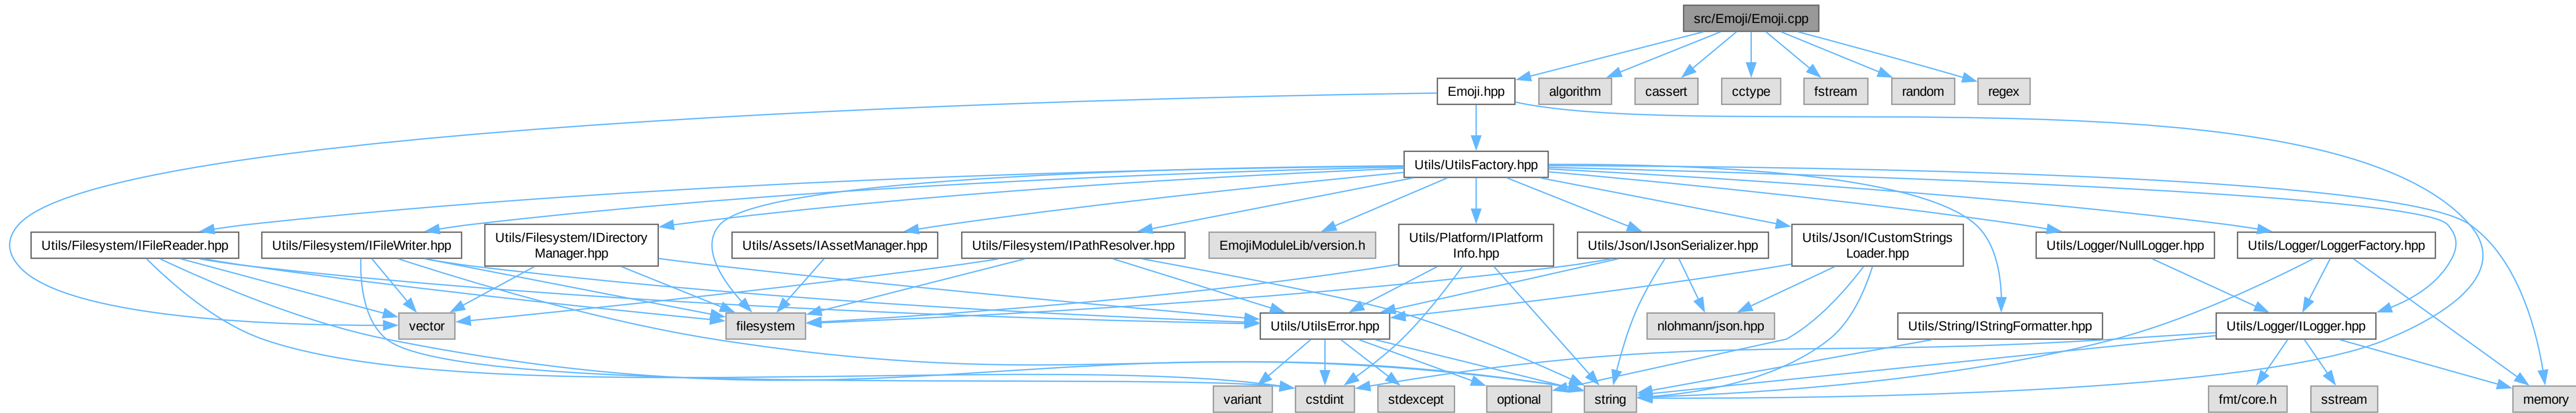 src/Emoji/Emoji.cpp
Emoji.hpp
algorithm
cassert
cctype
fstream
random
regex
Utils/UtilsFactory.hpp
Utils/Filesystem/IFileReader.hpp
Utils/Filesystem/IFileWriter.hpp
Utils/Filesystem/IDirectory
Manager.hpp
Utils/Assets/IAssetManager.hpp
Utils/Filesystem/IPathResolver.hpp
EmojiModuleLib/version.h
Utils/Platform/IPlatform
Info.hpp
Utils/Json/IJsonSerializer.hpp
Utils/Json/ICustomStrings
Loader.hpp
Utils/Logger/NullLogger.hpp
Utils/Logger/LoggerFactory.hpp
vector
filesystem
Utils/UtilsError.hpp
nlohmann/json.hpp
Utils/String/IStringFormatter.hpp
Utils/Logger/ILogger.hpp
variant
cstdint
stdexcept
optional
string
fmt/core.h
sstream
memory